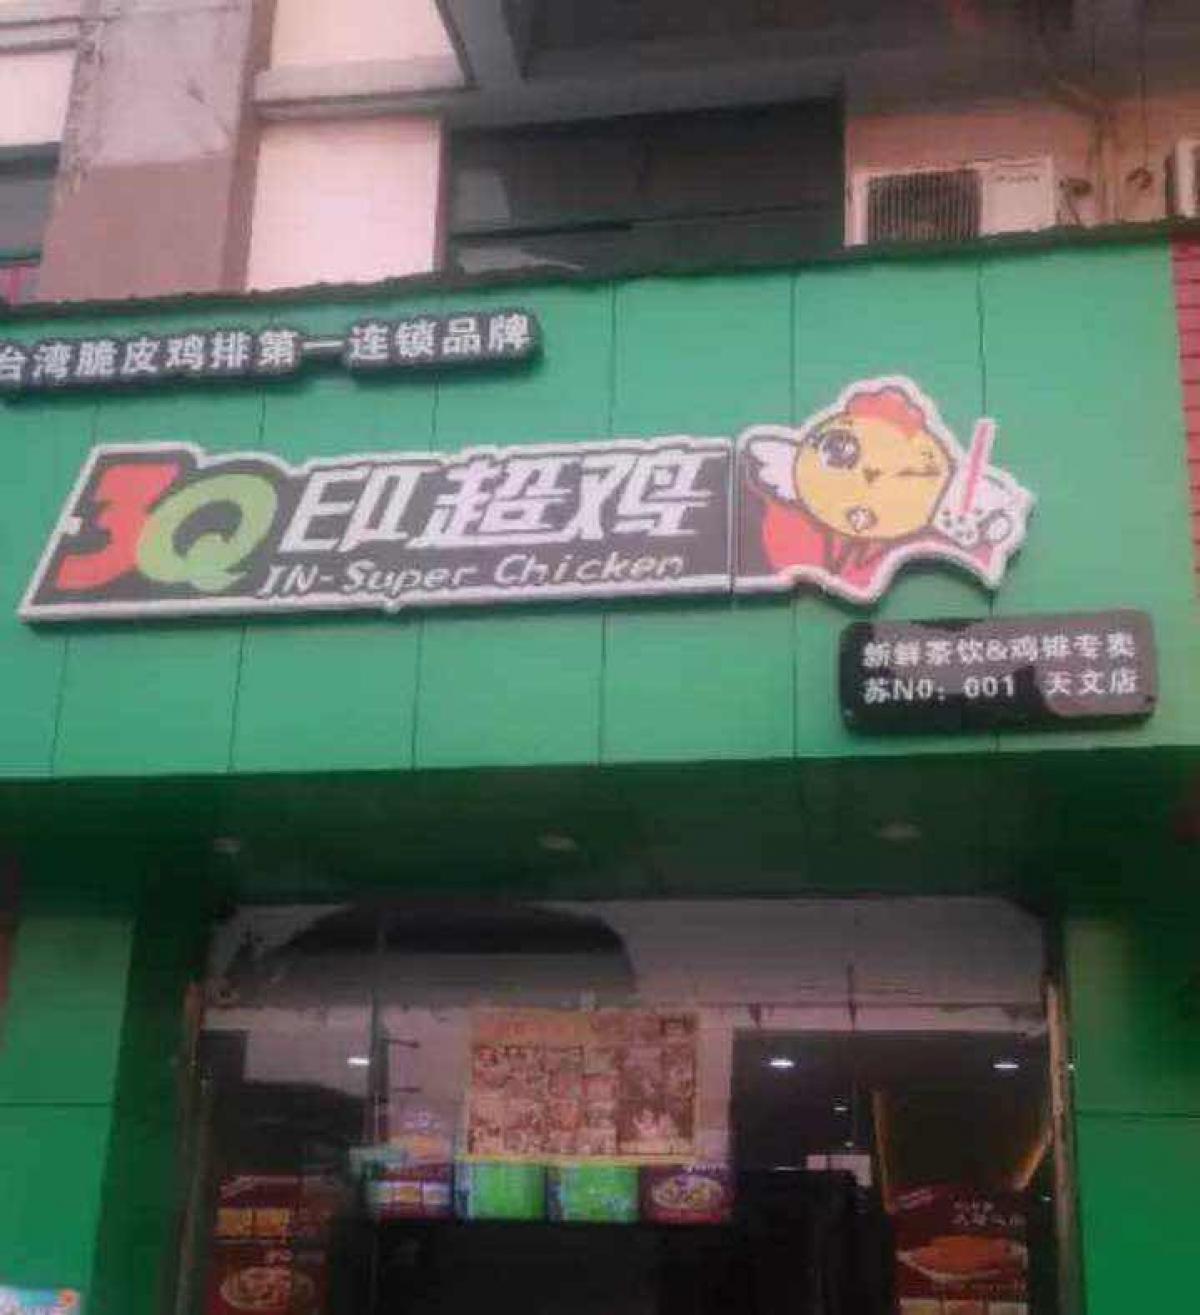 台湾脆皮鸡排第一连锁品牌
3Q印超鸡
IN-Super Chicken
新鲜茶饮&鸡排专卖
苏N0：001 天文店